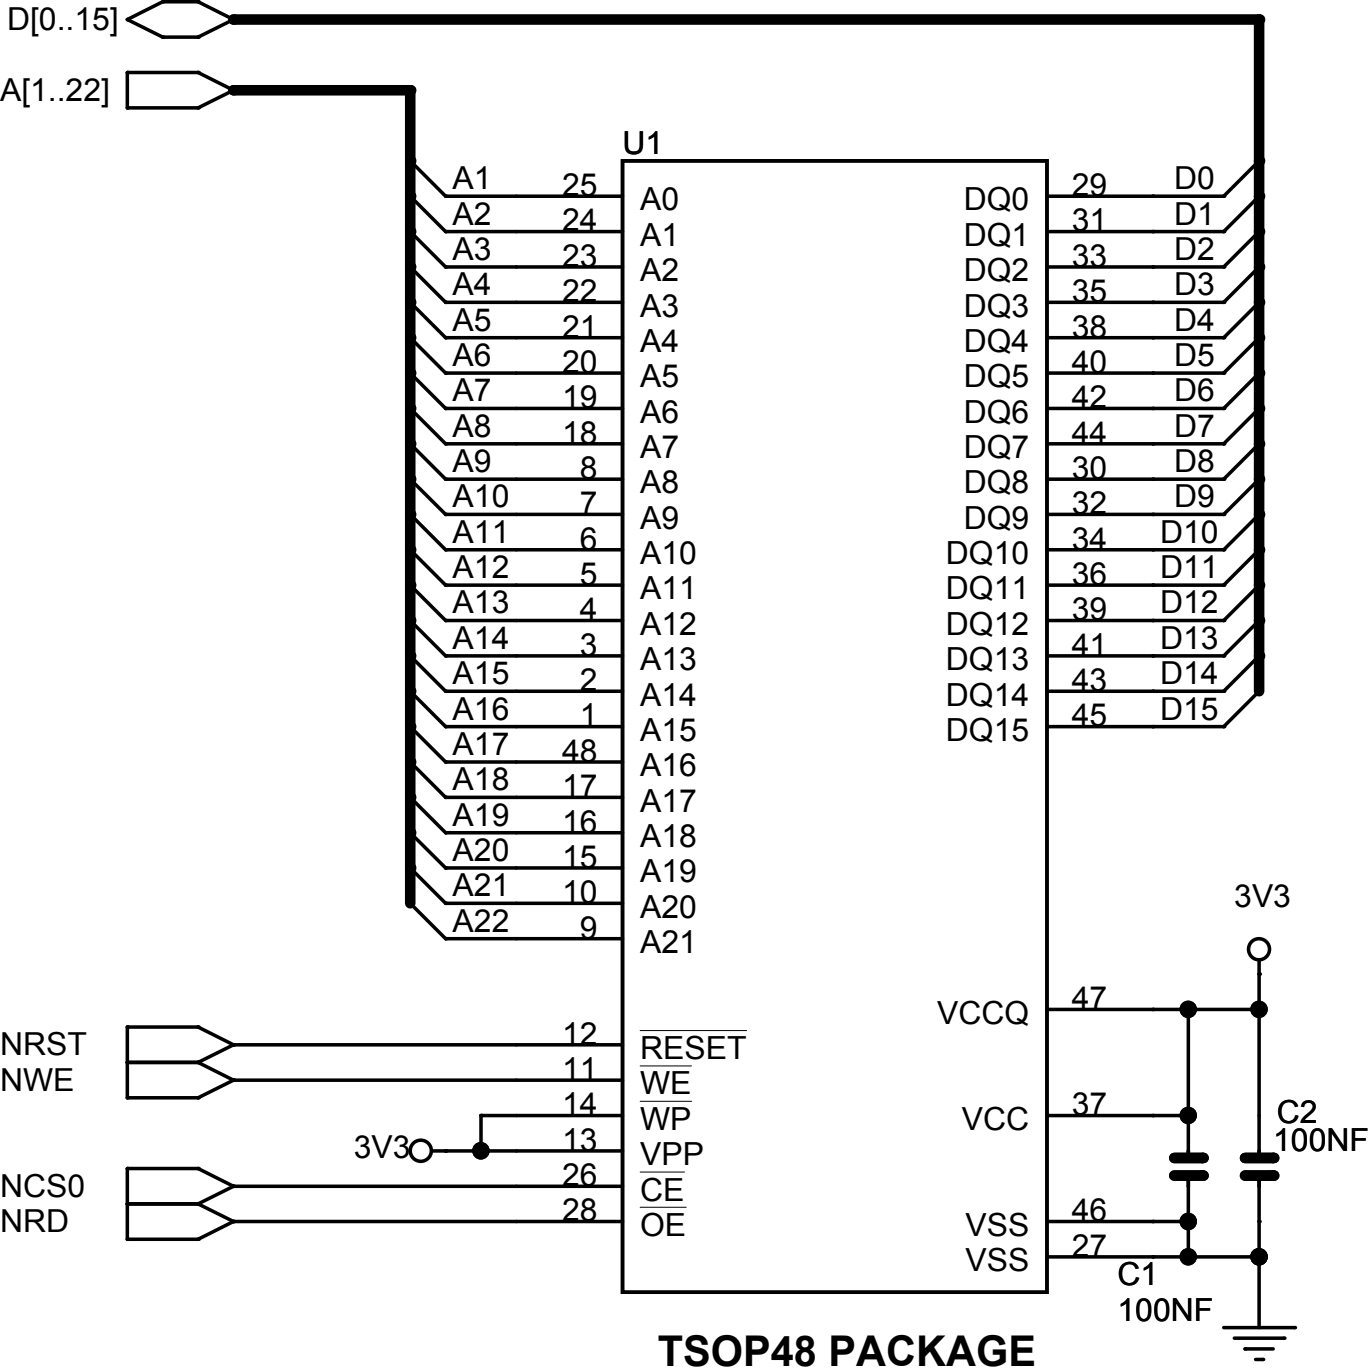 D[0..15]
A[1..22]
U1
A1 25 A0 DQ0 29 D0
A2 24 A1 DQ1 31 D1
A3 23 A2 DQ2 33 D2
A4 22 A3 DQ3 35 D3
A5 21 A4 DQ4 38 D4
A6 20 A5 DQ5 40 D5
A7 19 A6 DQ6 42 D6
A8 18 A7 DQ7 44 D7
A9 8 A8 DQ8 30 D8
A10 7 A9 DQ9 32 D9
A11 6 A10 DQ10 34 D10
A12 5 A11 DQ11 36 D11
A13 4 A12 DQ12 39 D12
A14 3 A13 DQ13 41 D13
A15 2 A14 DQ14 43 D14
A16 1 A15 DQ15 45 D15
A17 48 A16
A18 17 A17
A19 16 A18
A20 15 A19
A21 10 A20
A22 9 A21
3V3
VCCQ 47
NRST 12 RESET
NWE 11 WE
14 WP VCC 37 C2
100NF
3V3 13 VPP
NCS0 26 CE
NRD 28 OE VSS 46
VSS 27
C1
100NF
TSOP48 PACKAGE